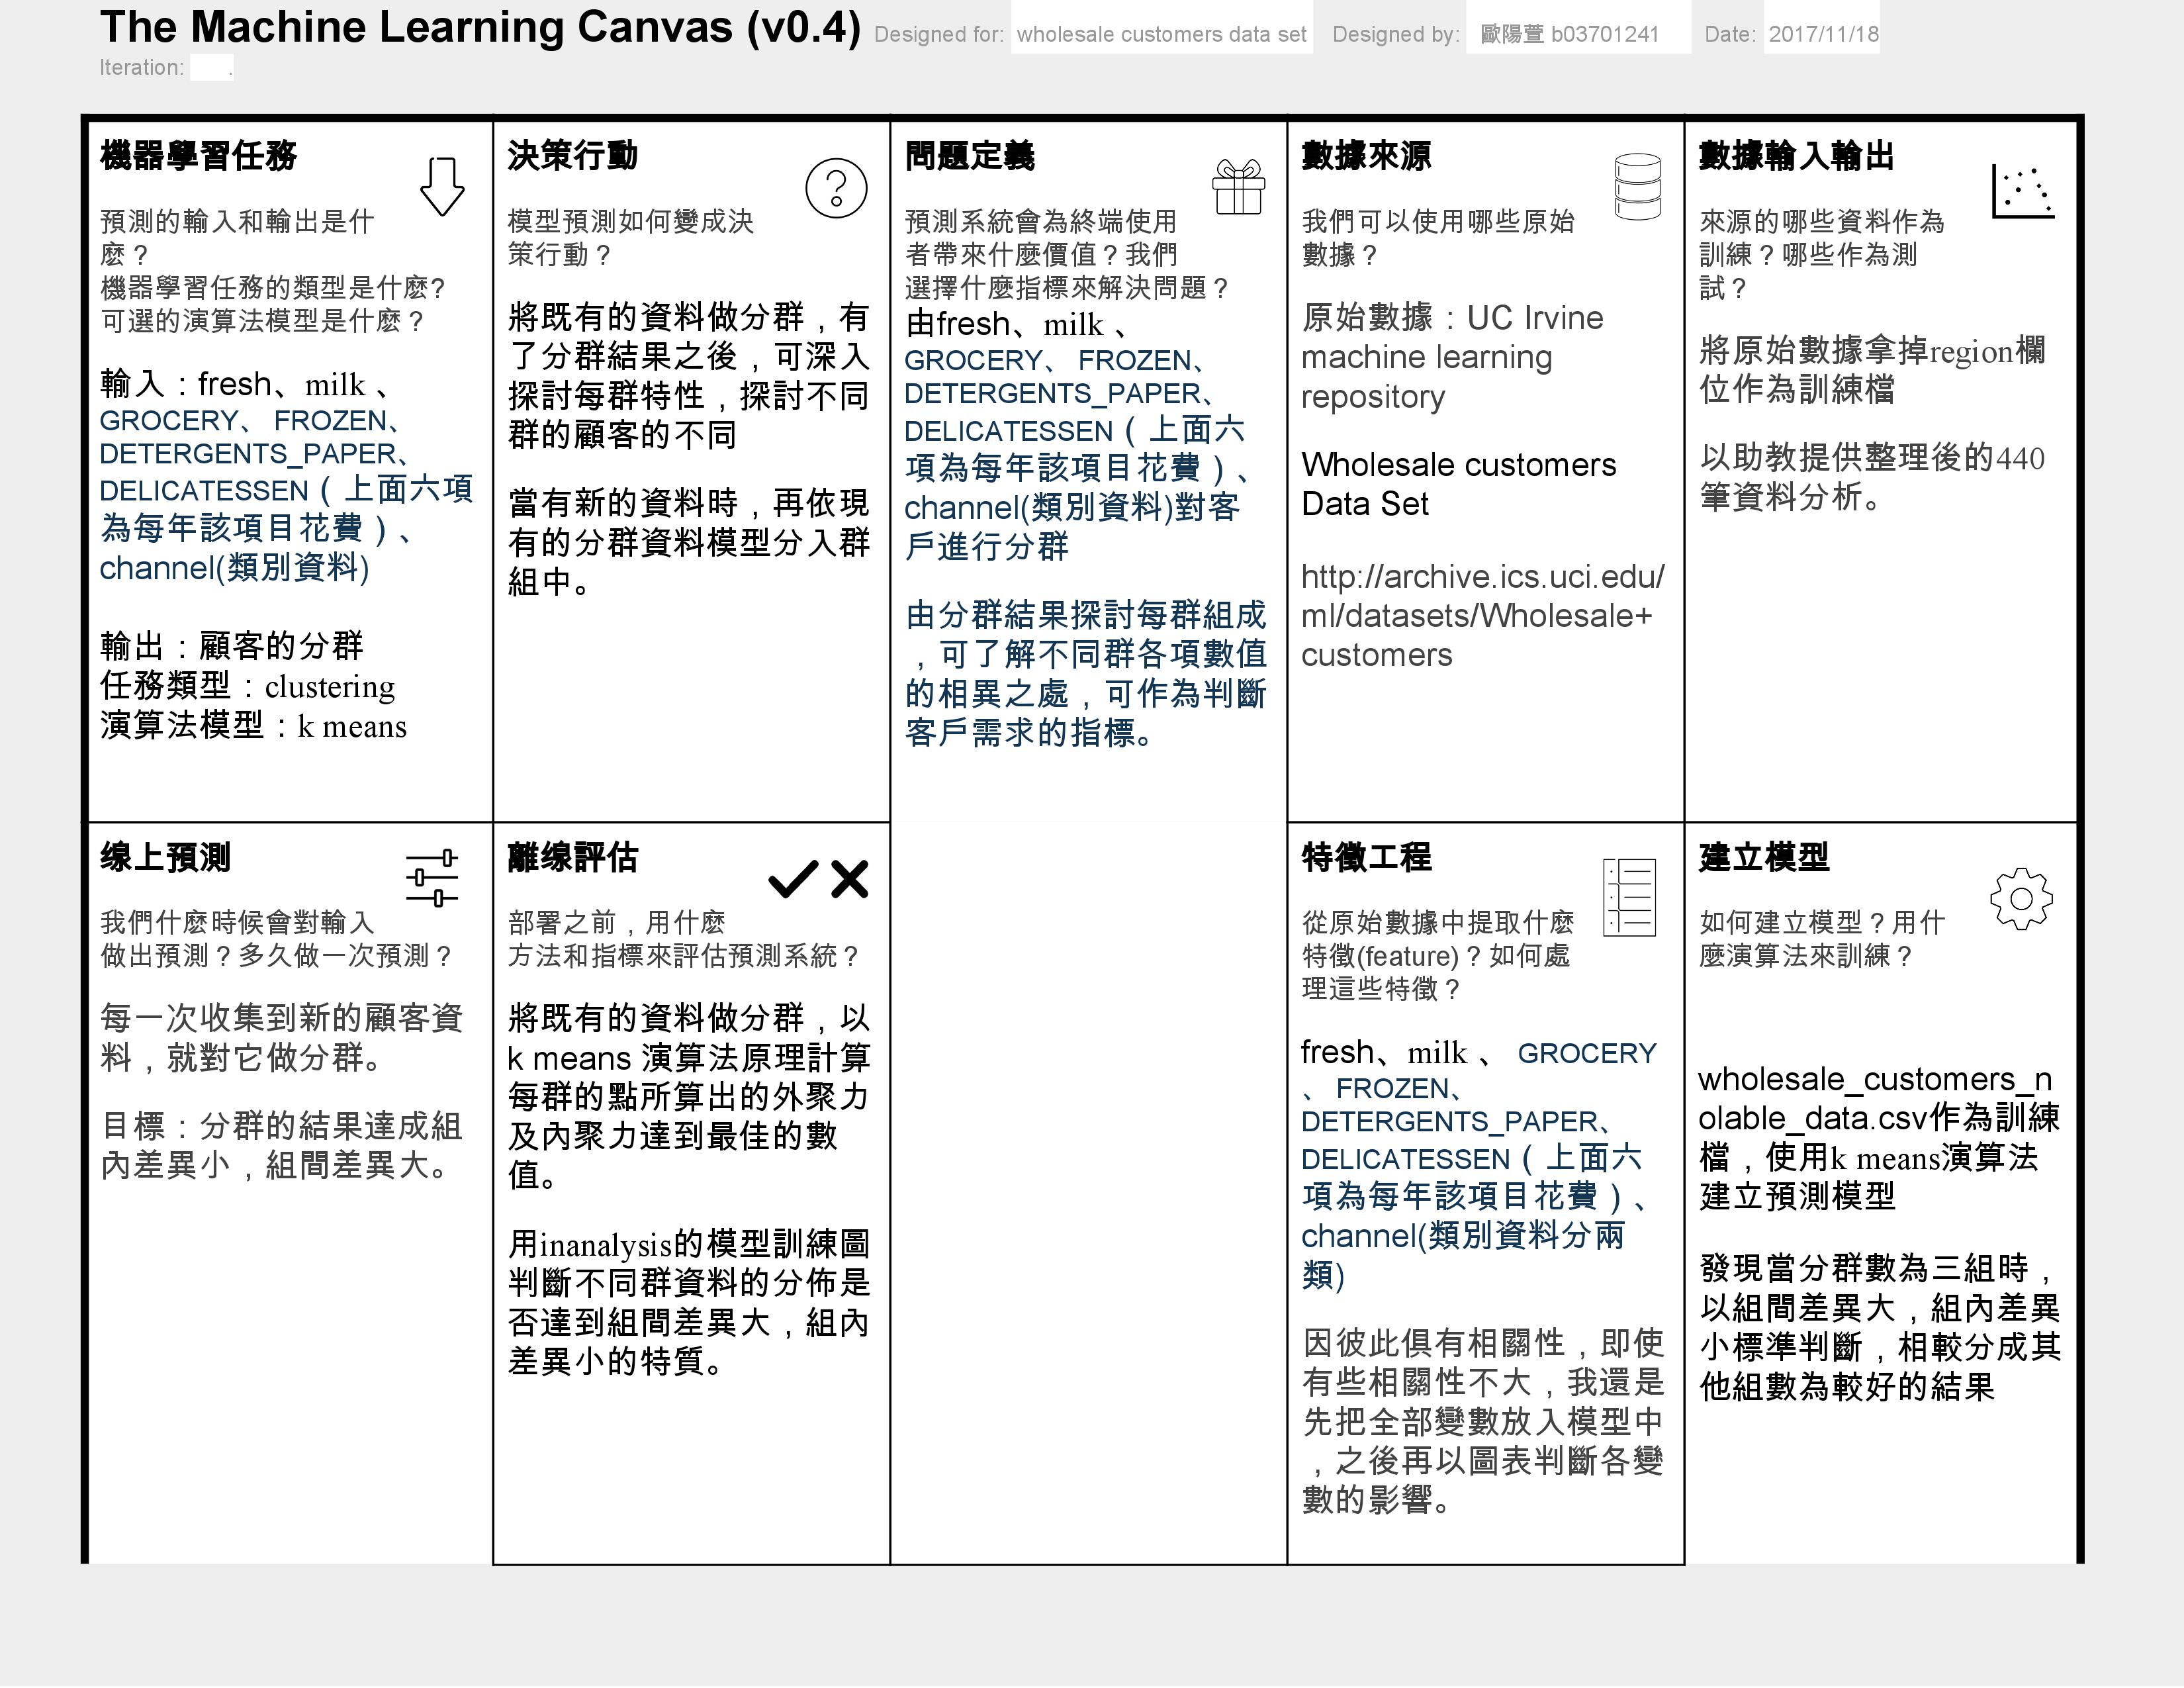 The Machine Learning Canvas (v0.4) Designed for: wholesale customers data set Designed by: 歐陽萱 b03701241 Date: 2017/11/18
Iteration: .
機器學習任務
預測的輸入和輸出是什
麼？
機器學習任務的類型是什麼?
可選的演算法模型是什麼？
輸入：fresh、milk 、
GROCERY、 FROZEN、
DETERGENTS_PAPER、
DELICATESSEN（上面六項
為每年該項目花費）、
channel(類別資料)
輸出：顧客的分群
任務類型：clustering
演算法模型：k means
決策行動
模型預測如何變成決
策行動？
將既有的資料做分群，有
了分群結果之後，可深入
探討每群特性，探討不同
群的顧客的不同
當有新的資料時，再依現
有的分群資料模型分入群
組中。
問題定義
預測系統會為終端使用
者帶來什麼價值？我們
選擇什麼指標來解決問題？
由fresh、milk 、
GROCERY、 FROZEN、
DETERGENTS_PAPER、
DELICATESSEN（上面六
項為每年該項目花費）、
channel(類別資料)對客
戶進行分群
由分群結果探討每群組成
，可了解不同群各項數值
的相異之處，可作為判斷
客戶需求的指標。
數據來源
我們可以使用哪些原始
數據？
原始數據：UC Irvine
machine learning
repository
Wholesale customers
Data Set
http://archive.ics.uci.edu/
ml/datasets/Wholesale+
customers
數據輸入輸出
來源的哪些資料作為
訓練？哪些作為測
試？
將原始數據拿掉region欄
位作為訓練檔
以助教提供整理後的440
筆資料分析。
线上預測
我們什麼時候會對輸入
做出預測？多久做一次預測？
每一次收集到新的顧客資
料，就對它做分群。
目標：分群的結果達成組
內差異小，組間差異大。
離线評估
部署之前，用什麼
方法和指標來評估預測系統？
將既有的資料做分群，以
k means 演算法原理計算
每群的點所算出的外聚力
及內聚力達到最佳的數
值。
用inanalysis的模型訓練圖
判斷不同群資料的分佈是
否達到組間差異大，組內
差異小的特質。
特徵工程
從原始數據中提取什麼
特徵(feature)？如何處
理這些特徵？
fresh、milk 、 GROCERY
、 FROZEN、
DETERGENTS_PAPER、
DELICATESSEN（上面六
項為每年該項目花費）、
channel(類別資料分兩
類)
因彼此俱有相關性，即使
有些相關性不大，我還是
先把全部變數放入模型中
，之後再以圖表判斷各變
數的影響。
建立模型
如何建立模型？用什
麼演算法來訓練？
wholesale_customers_n
olable_data.csv作為訓練
檔，使用k means演算法
建立預測模型
發現當分群數為三組時，
以組間差異大，組內差異
小標準判斷，相較分成其
他組數為較好的結果